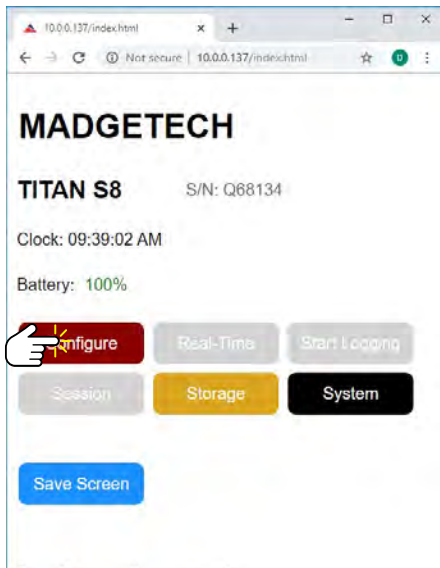 10.0.0.137/index.html
Not secure | 10.0.0.137/index.html
D
MADGETECH
TITAN S8 S/N: Q68134
Clock: 09:39:02 AM
Battery: 100%
nfigure Real-Time Start Logging
Session Storage System
Save Screen